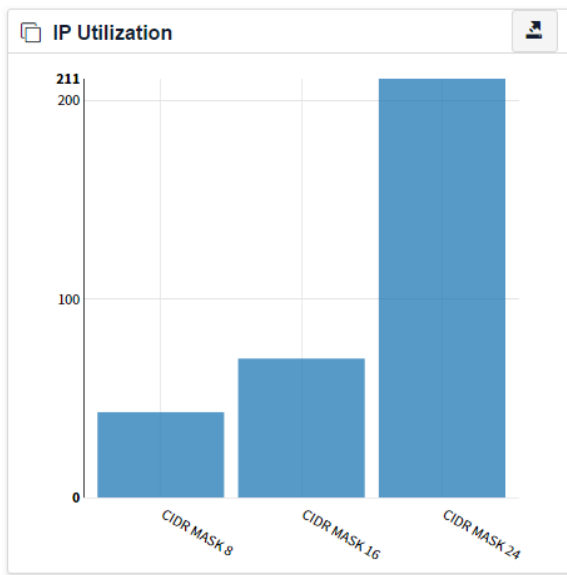 IP Utilization
211
200
100
0
CIDR MASK 8
CIDR MASK 16
CIDR MASK 24